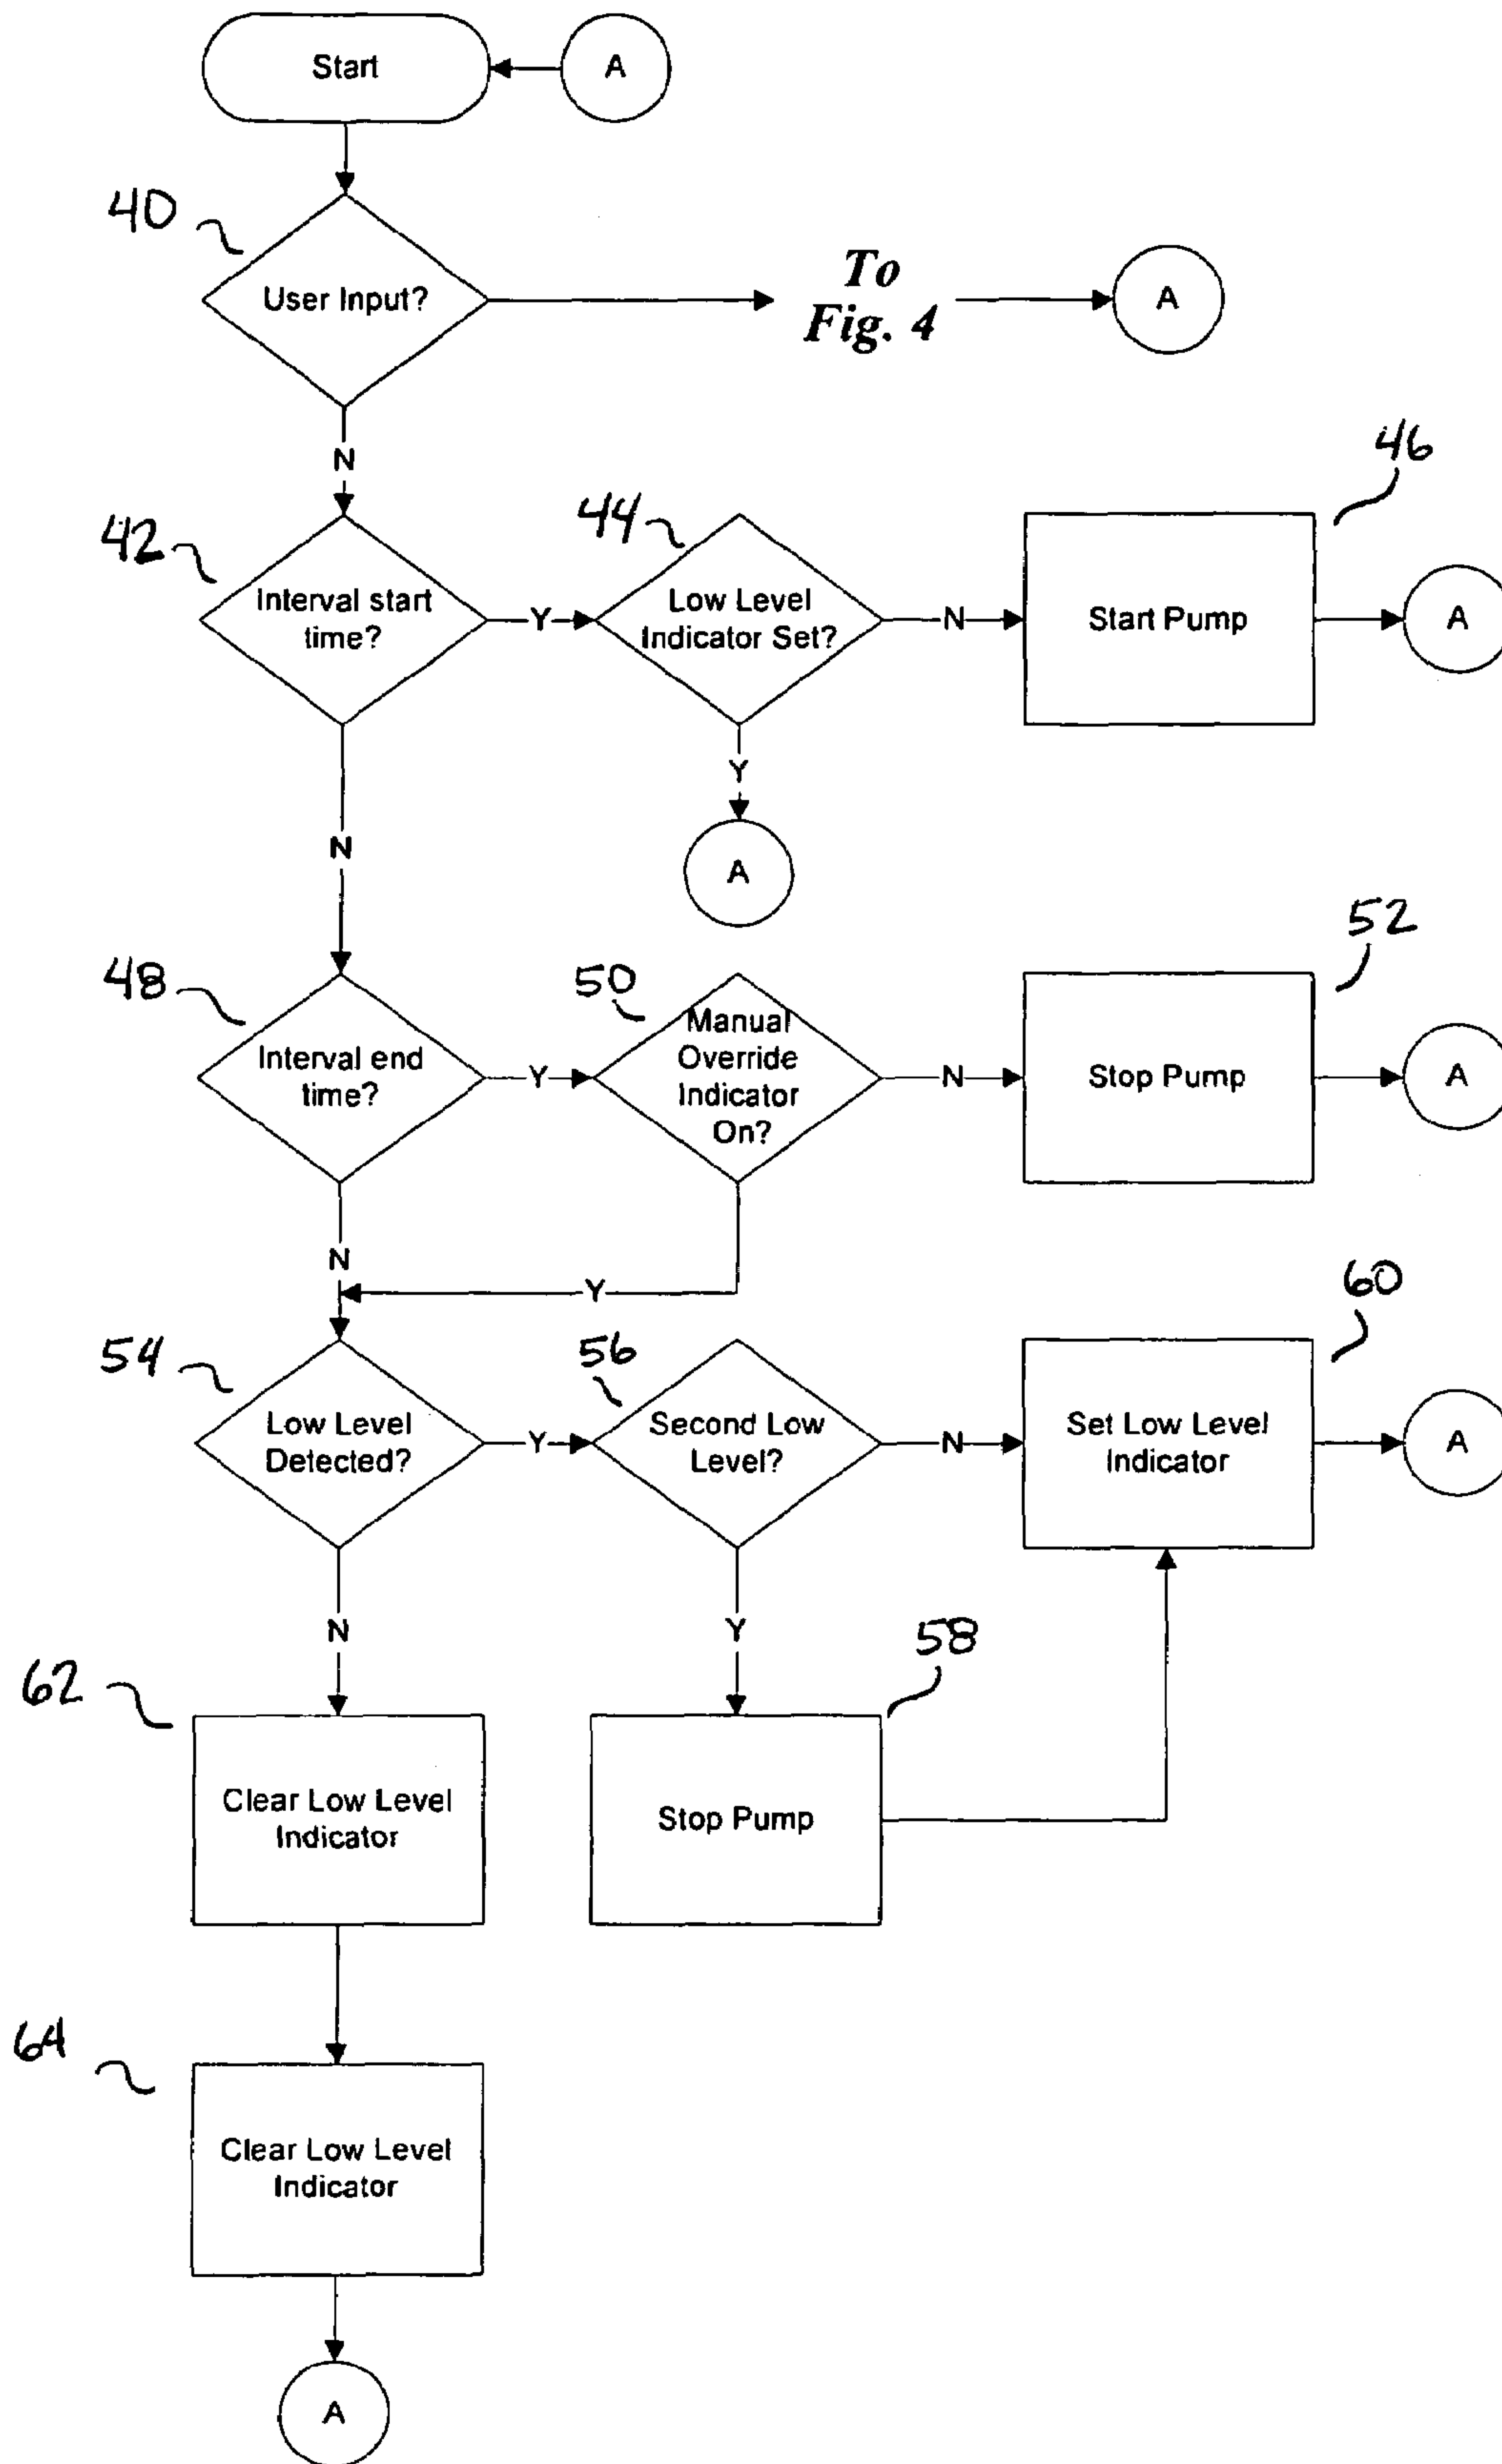 Start
A
40
User Input?
To
Fig. 4
A
N
42
Interval start
time?
Y
44
Low Level
Indicator Set?
N
46
Start Pump
A
Y
A
N
48
Interval end
time?
Y
50
Manual
Override
Indicator
On?
N
52
Stop Pump
A
N
Y
54
Low Level
Detected?
Y
56
Second Low
Level?
N
60
Set Low Level
Indicator
A
N
Y
62
Clear Low Level
Indicator
58
Stop Pump
64
Clear Low Level
Indicator
A